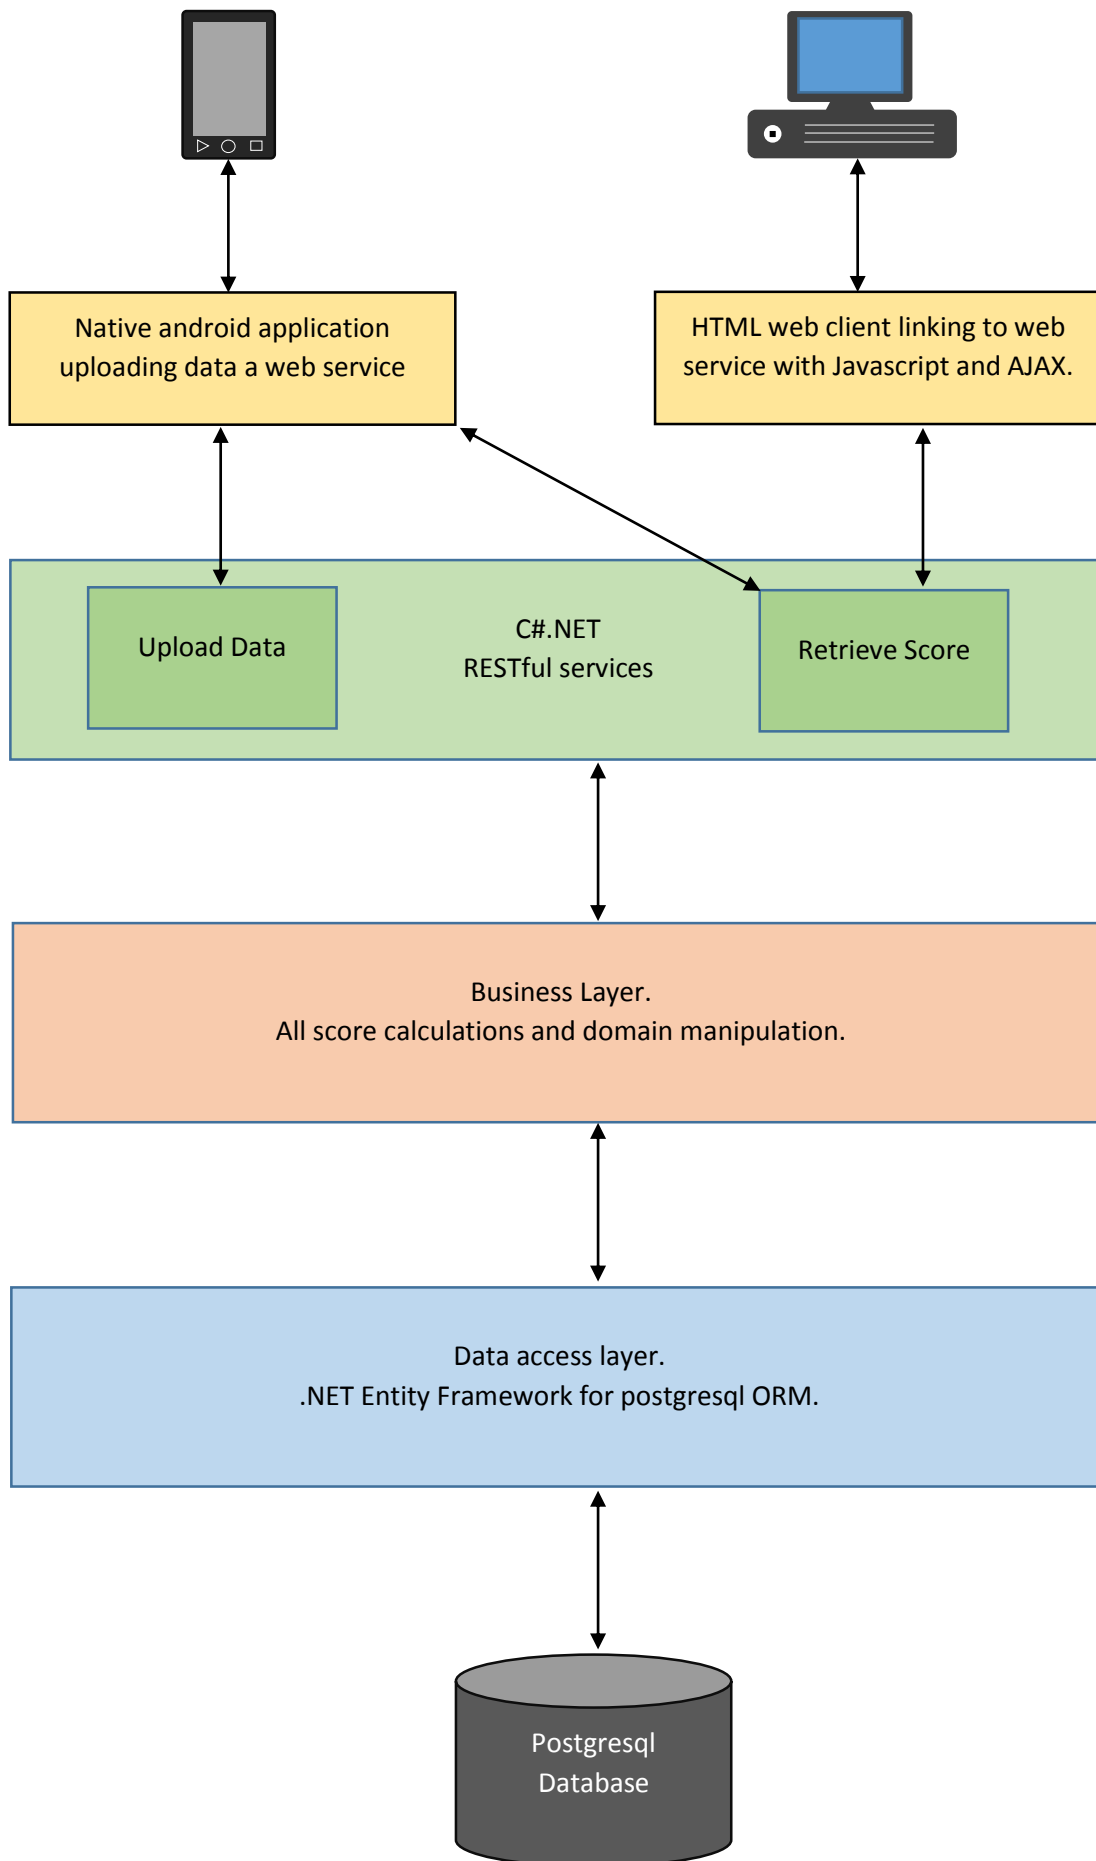 Native android application
uploading data a web service
HTML web client linking to web
service with Javascript and AJAX.
Upload Data
C#.NET
RESTful services
Retrieve Score
Business Layer.
All score calculations and domain manipulation.
Data access layer.
.NET Entity Framework for postgresql ORM.
Postgresql
Database